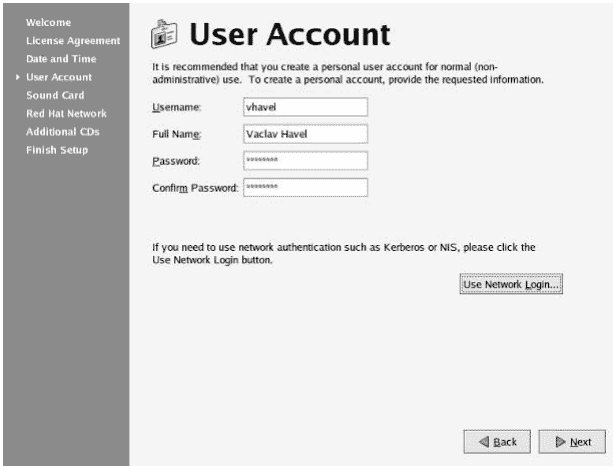 Welcome
License Agreement
Date and Time
User Account
Sound Card
Red Hat Network
Additional CDs
Finish Setup
User Account
It is recommended that you create a personal user account for normal (non-
administrative) use.  To create a personal account, provide the requested information.
Username: vhavel
Full Name: Vaclav Havel
Password: ********
Confirm Password: ********
If you need to use network authentication such as Kerberos or NIS, please click the
Use Network Login button.
Use Network Login...
Back Next